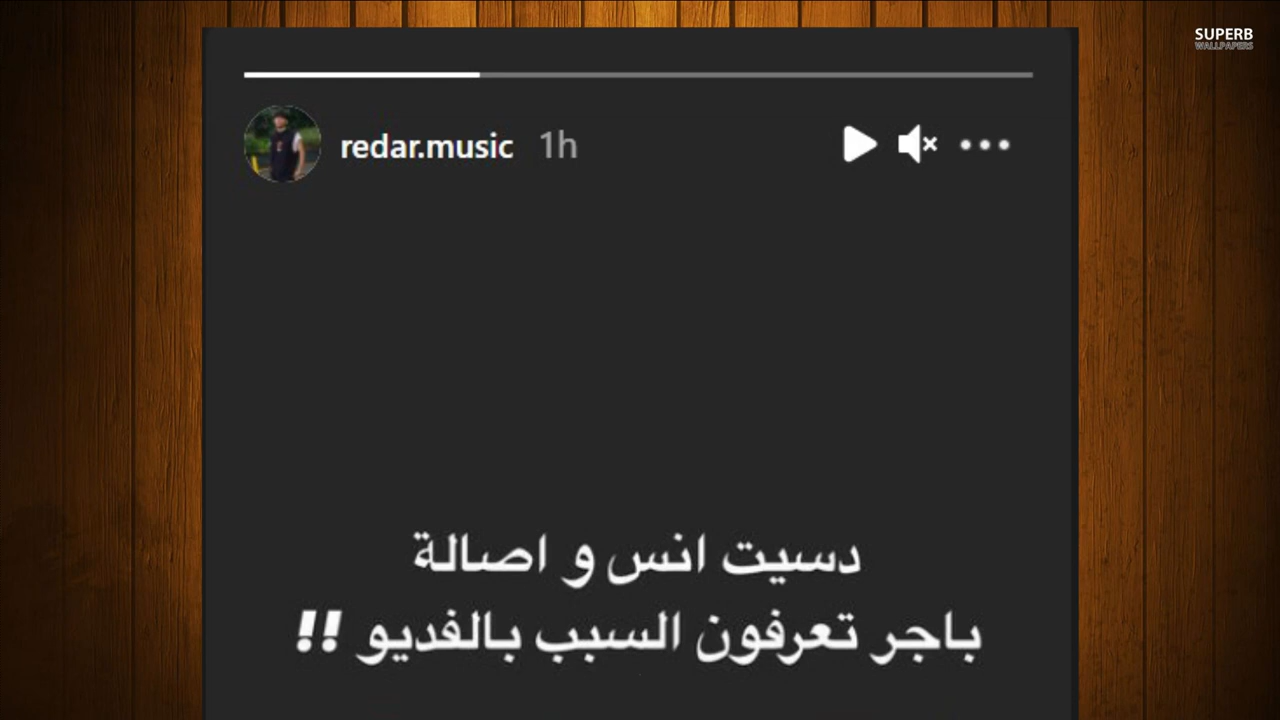 SUPERB
WALLPAPERS
redar.music 1h
دسيت انس و اصالة
باجر تعرفون السبب بالفديو !!